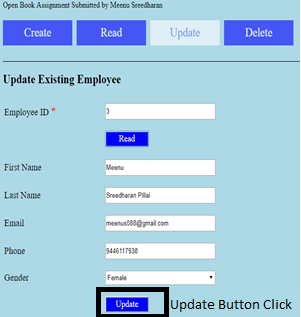 Open Book Assignment Submitted by Meenu Sreedharan
Create Read Update Delete
Update Existing Employee
Employee ID * 3
Read
First Name Meenu
Last Name Sreedharan Pillai
Email meenus088@gmail.com
Phone 9446117938
Gender Female
Update Update Button Click